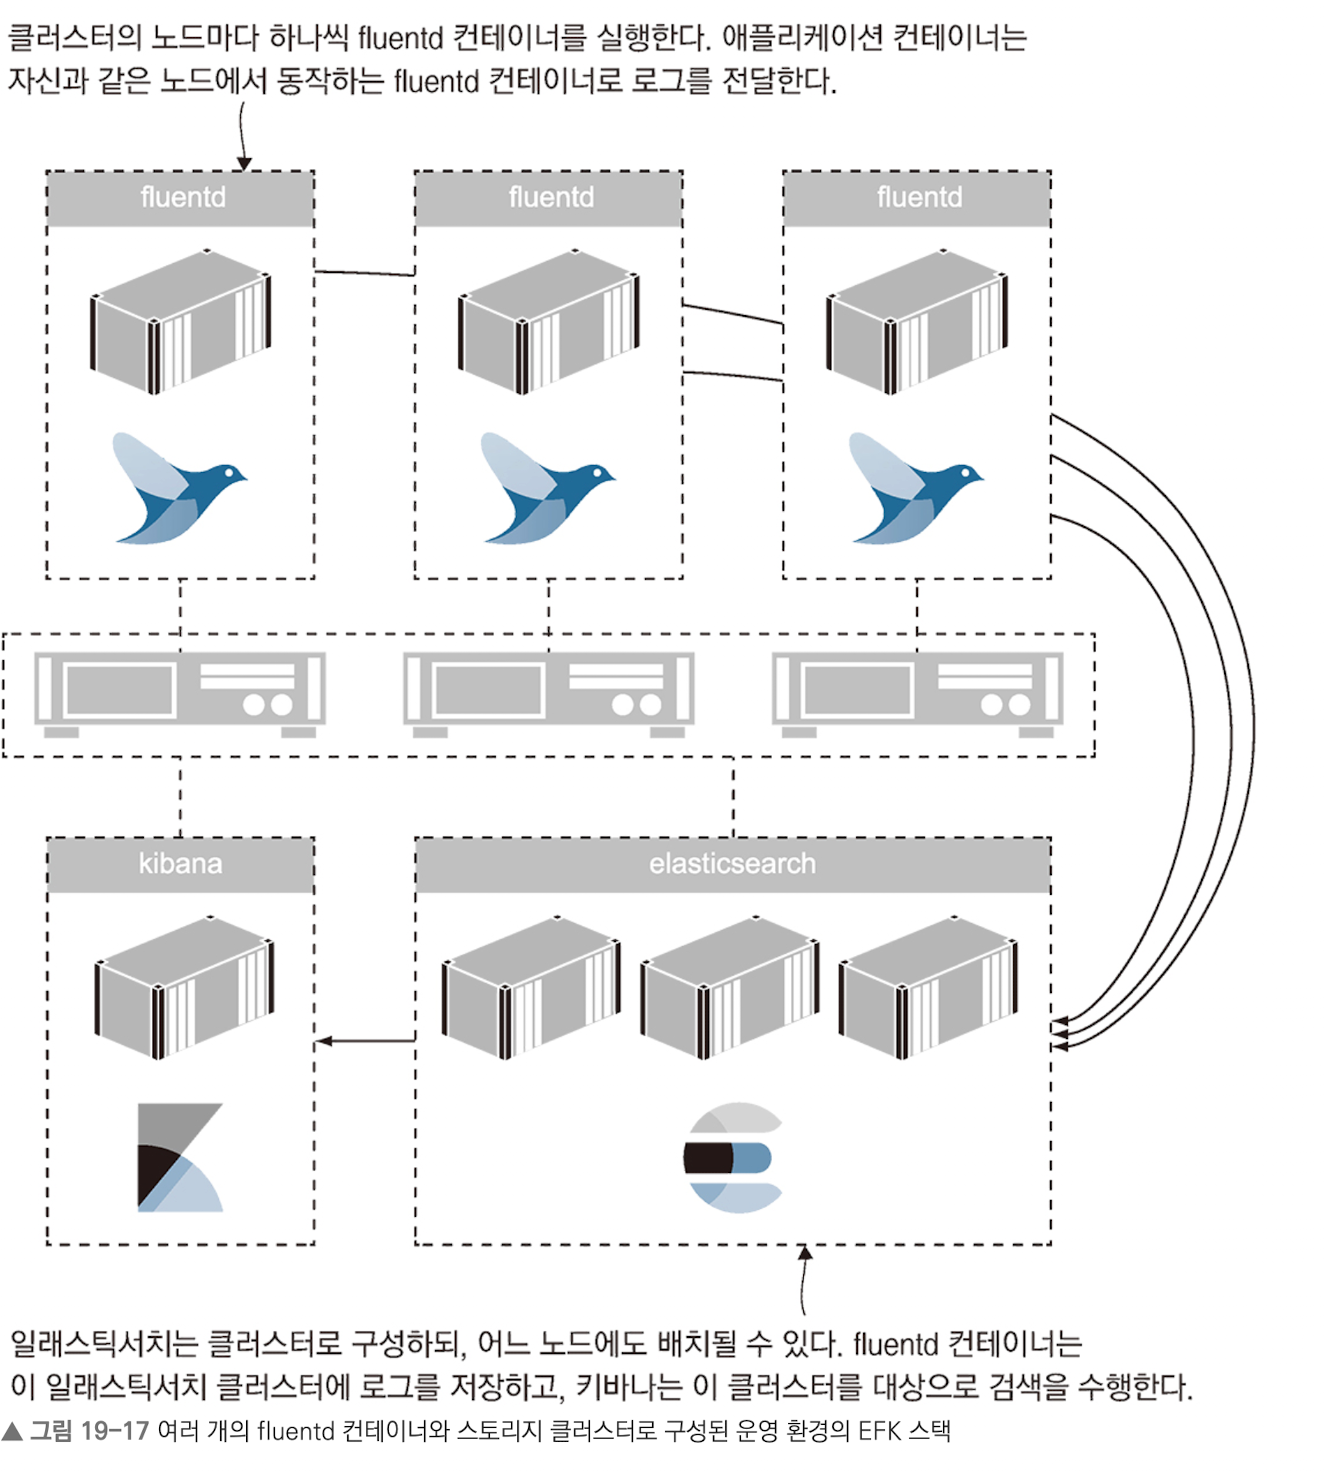 클러스터의 노드마다 하나씩 fluentd 컨테이너를 실행한다. 애플리케이션 컨테이너는
자신과 같은 노드에서 동작하는 fluentd 컨테이너로 로그를 전달한다.
fluentd
fluentd
fluentd
kibana
elasticsearch
일래스틱서치는 클러스터로 구성하되, 어느 노드에도 배치될 수 있다. fluentd 컨테이너는
이 일래스틱서치 클러스터에 로그를 저장하고, 키바나는 이 클러스터를 대상으로 검색을 수행한다.
▲ 그림 19-17 여러 개의 fluentd 컨테이너와 스토리지 클러스터로 구성된 운영 환경의 EFK 스택